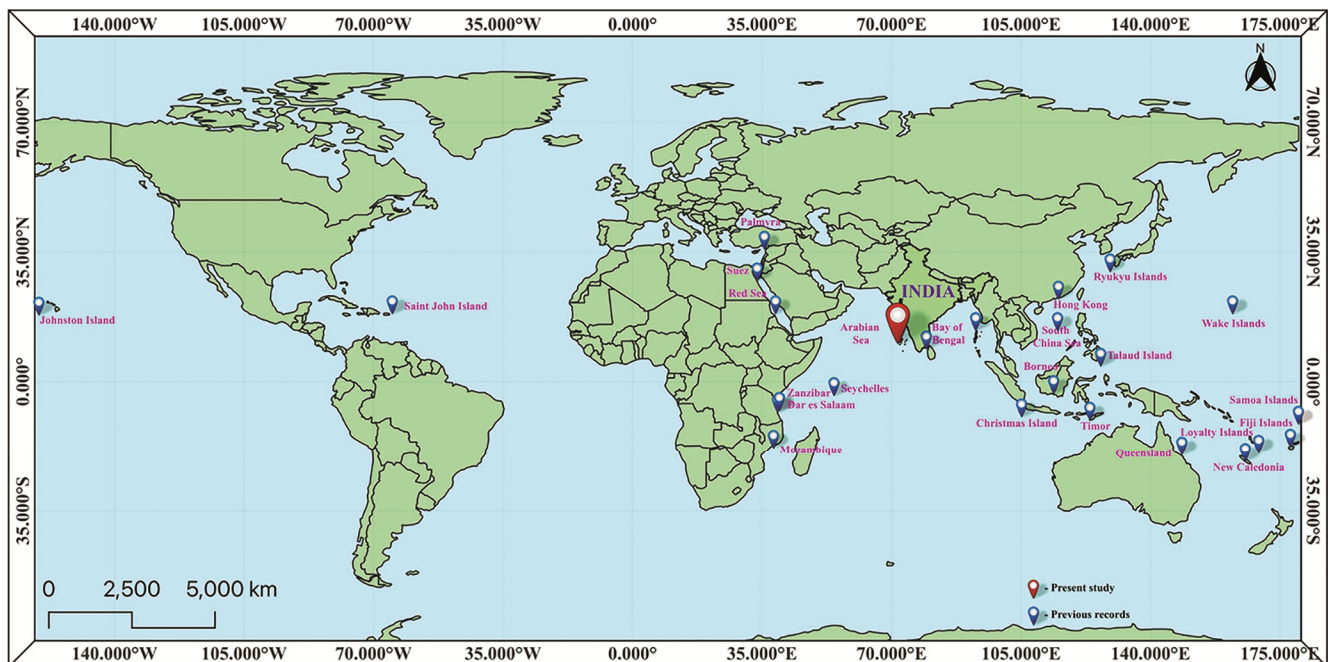 140.000°W 105.000°W 70.000°W 35.000°W 0.000° 35.000°E 70.000°E 105.000°E 140.000°E 175.000°E
N
70.000°N
70.000°N
Palmyra
35.000°N
35.000°N
Suez
Ryukyu Islands
Red Sea
INDIA
Saint John Island
Hong Kong
Johnston Island
Arabian
Sea
Bay of
Bengal
South
China Sea
Wake Islands
Talaud Island
Borneo
0.000°
0.000°
Seychelles
Zanzibar
Dar es Salaam
Samoa Islands
Christmas Island
Timor
Fiji Islands
Loyalty Islands
Mozambique
Queensland
New Caledonia
35.000°S
35.000°S
0 2,500 5,000 km
- Present study
- Previous records
140.000°W 105.000°W 70.000°W 35.000°W 0.000° 35.000°E 70.000°E 105.000°E 140.000°E 175.000°E